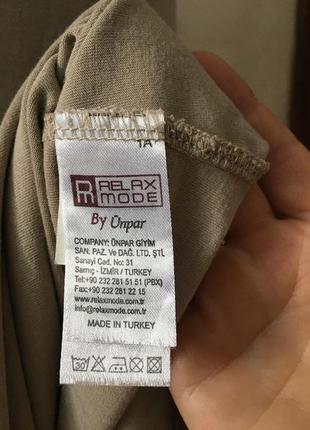 1A
RELAX
MODE
By Ünpar
COMPANY: ÜNPAR GİYİM
SAN. PAZ. Ve DAĞ. LTD. ŞTİ.
Sanayi Cad. No: 31
Sarnıç - İZMİR / TURKEY
Tel:+90 232 281 51 51 (PBX)
Fax:+90 232 281 22 15
www.relaxmode.com.tr
info@relaxmode.com.tr
MADE IN TURKEY
30